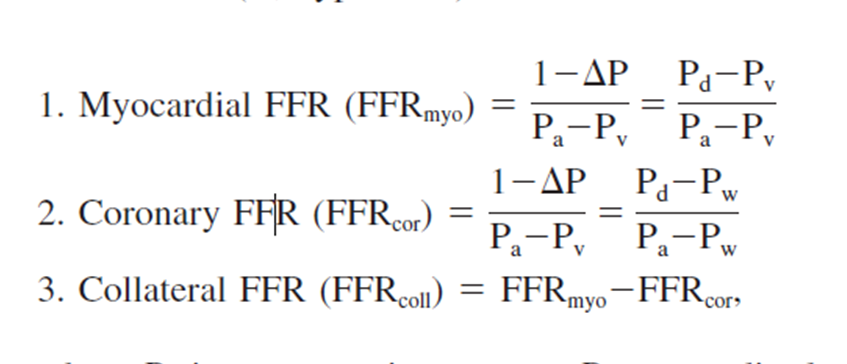 1. Myocardial FFR (FFRmyo) = 1−ΔP / Pa−Pv = Pd−Pv / Pa−Pv
2. Coronary FFR (FFRcor) = 1−ΔP / Pa−Pv = Pd−Pw / Pa−Pw
3. Collateral FFR (FFRcoll) = FFRmyo−FFRcor,